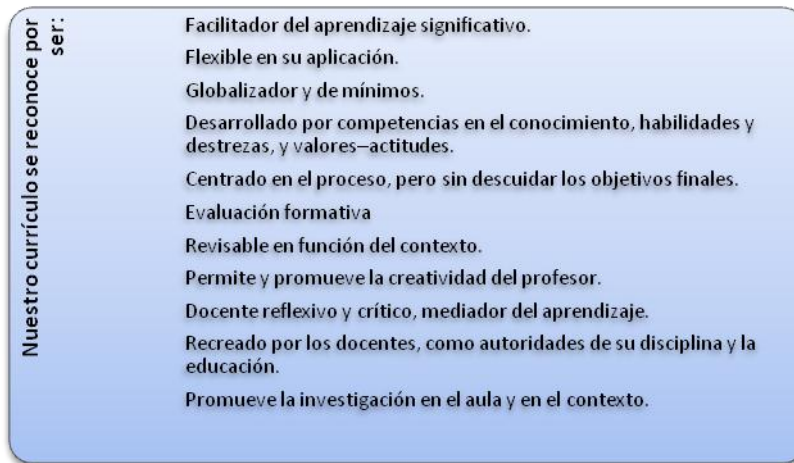 Nuestro currículo se reconoce por
ser:
Facilitador del aprendizaje significativo.
Flexible en su aplicación.
Globalizador y de mínimos.
Desarrollado por competencias en el conocimiento, habilidades y
destrezas, y valores–actitudes.
Centrado en el proceso, pero sin descuidar los objetivos finales.
Evaluación formativa
Revisable en función del contexto.
Permite y promueve la creatividad del profesor.
Docente reflexivo y crítico, mediador del aprendizaje.
Recreado por los docentes, como autoridades de su disciplina y la
educación.
Promueve la investigación en el aula y en el contexto.